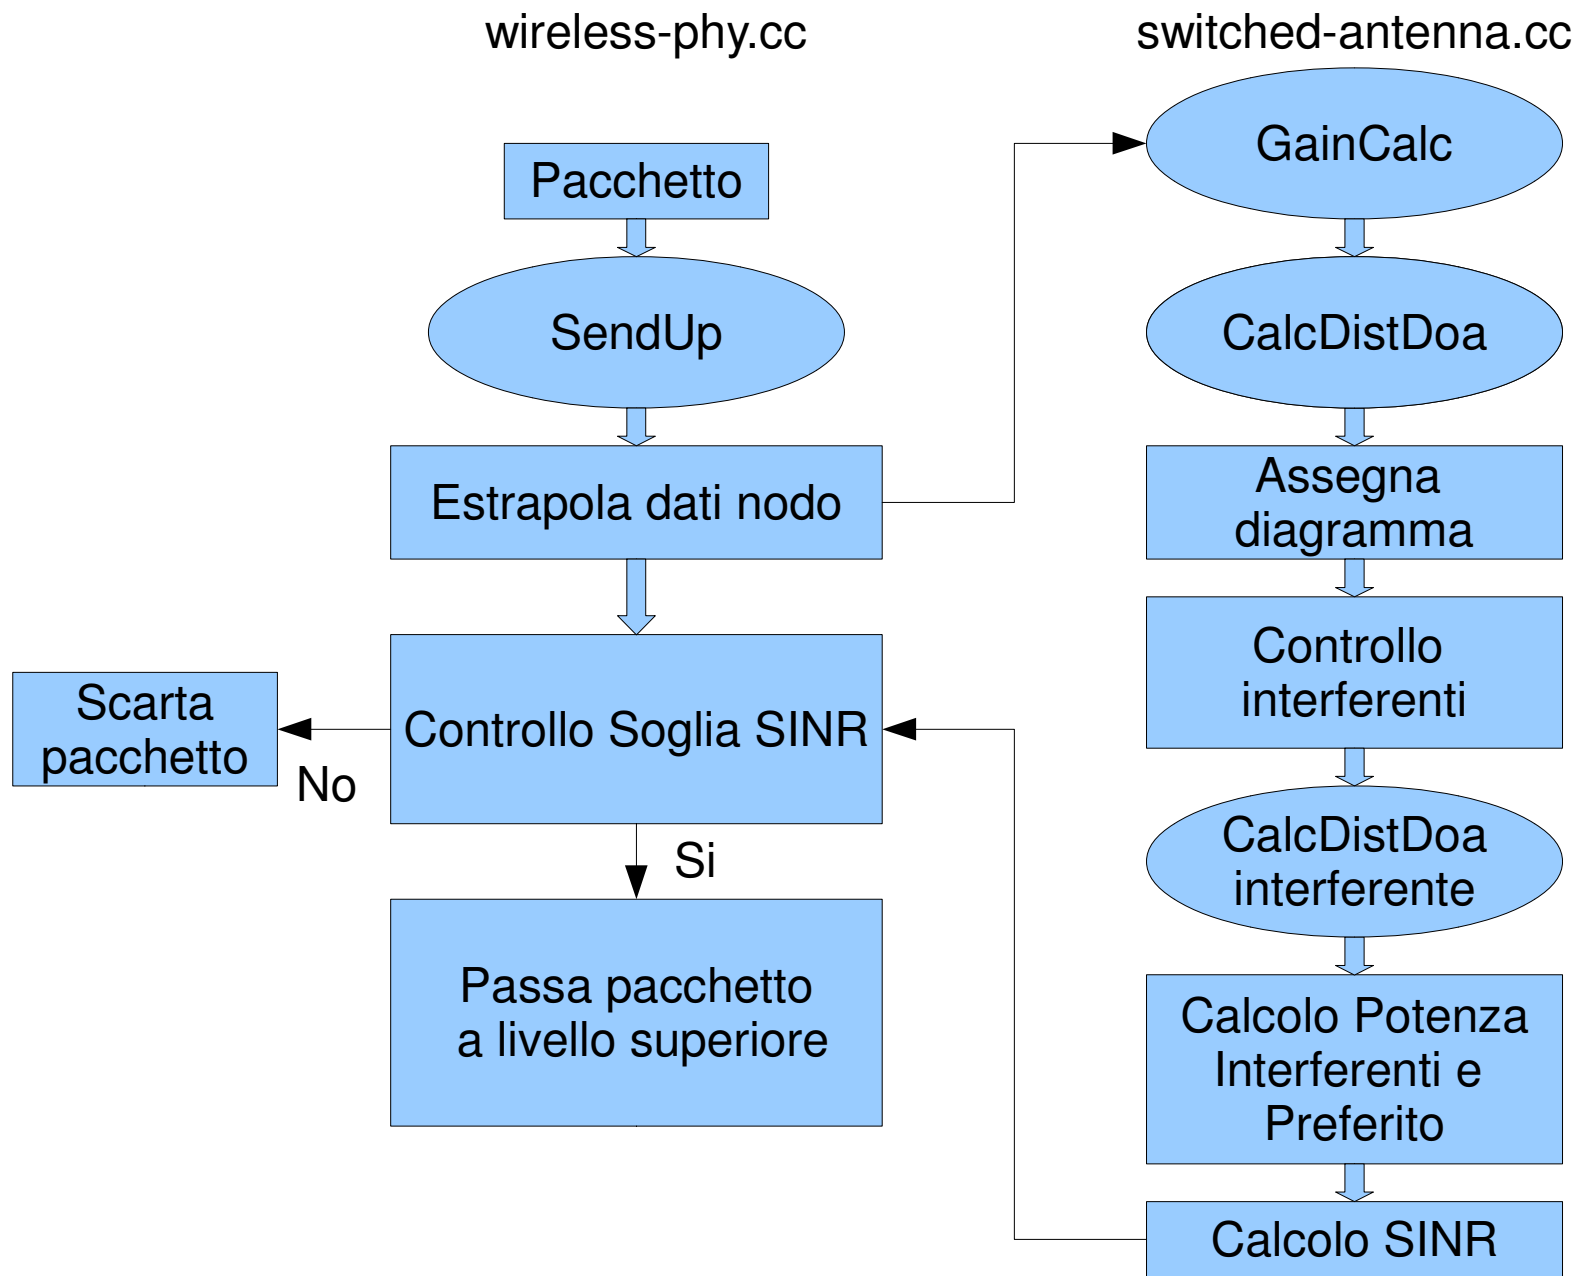 wireless-phy.cc
switched-antenna.cc
Pacchetto
SendUp
Estrapola dati nodo
Controllo Soglia SINR
Scarta
pacchetto
No
Si
Passa pacchetto
a livello superiore
GainCalc
CalcDistDoa
Assegna
diagramma
Controllo
interferenti
CalcDistDoa
interferente
Calcolo Potenza
Interferenti e
Preferito
Calcolo SINR